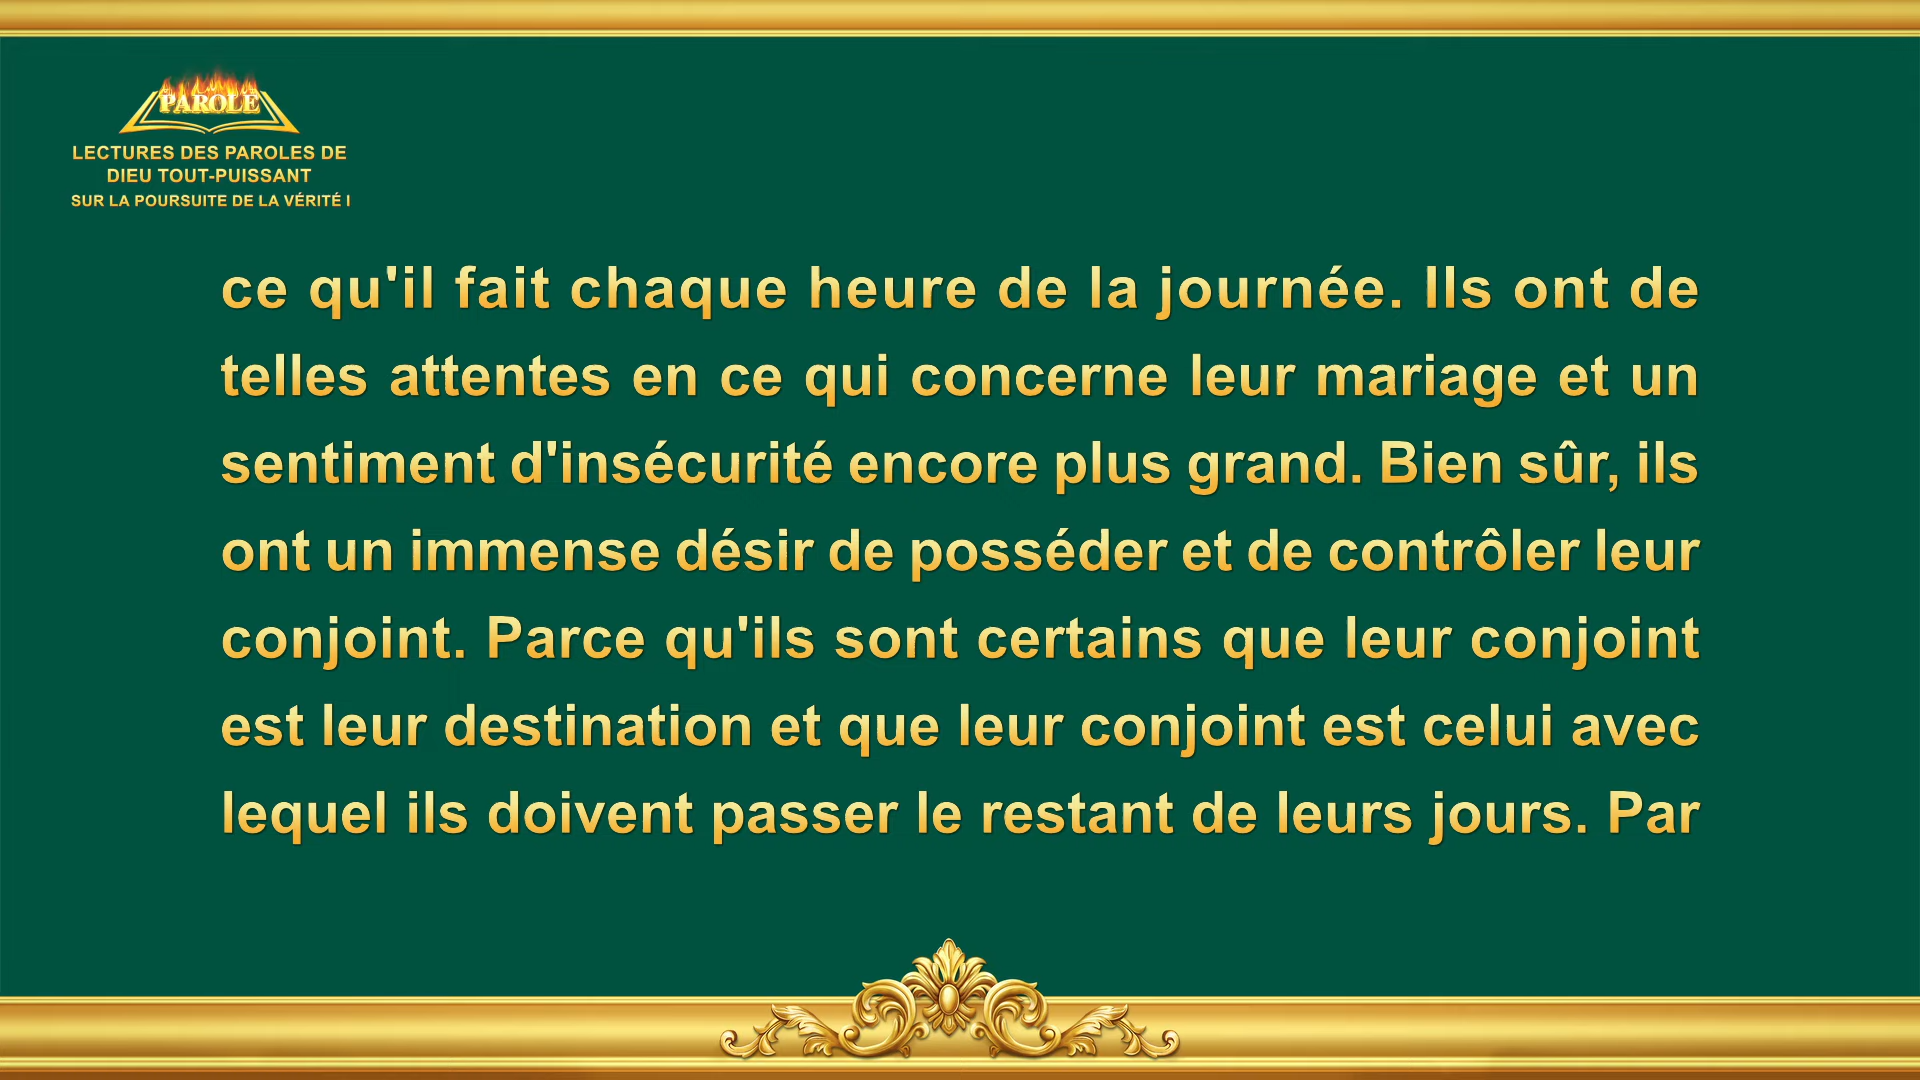 PAROLE
LECTURES DES PAROLES DE
DIEU TOUT-PUISSANT
SUR LA POURSUITE DE LA VÉRITÉ I
ce qu'il fait chaque heure de la journée. Ils ont de
telles attentes en ce qui concerne leur mariage et un
sentiment d'insécurité encore plus grand. Bien sûr, ils
ont un immense désir de posséder et de contrôler leur
conjoint. Parce qu'ils sont certains que leur conjoint
est leur destination et que leur conjoint est celui avec
lequel ils doivent passer le restant de leurs jours. Par